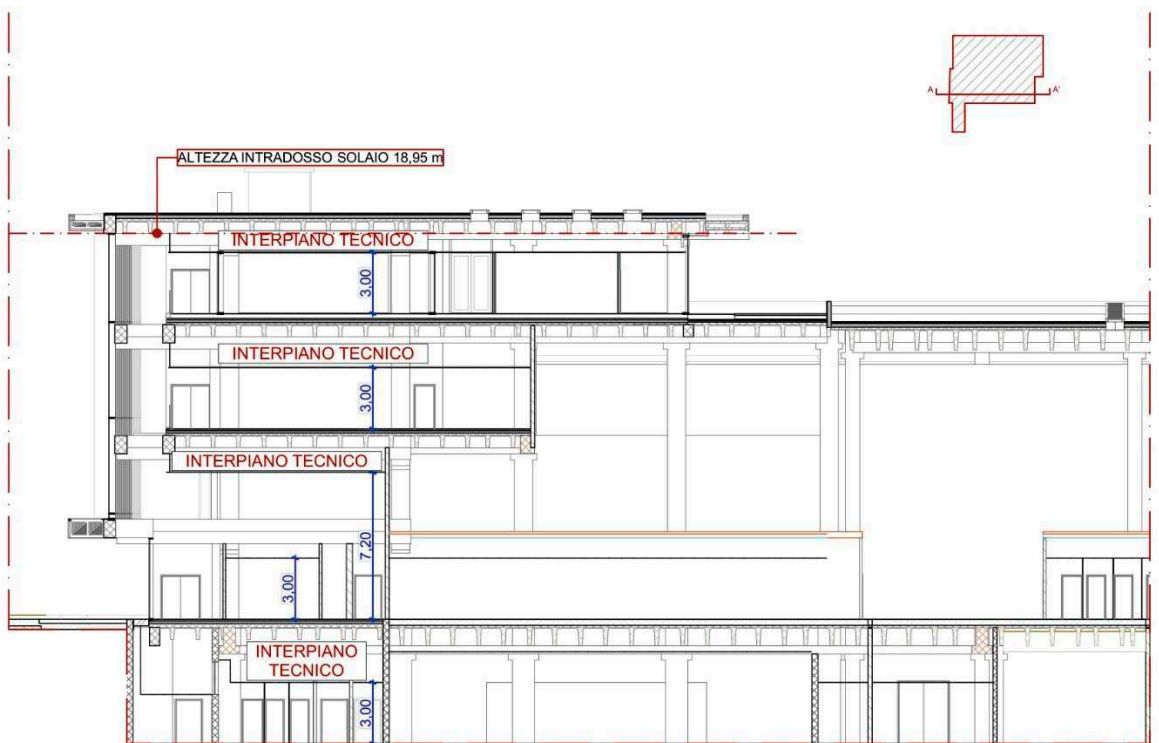 A
A'
ALTEZZA INTRADOSSO SOLAIO 18,95 m
INTERPIANO TECNICO
3,00
INTERPIANO TECNICO
3,00
INTERPIANO TECNICO
7,20
3,00
INTERPIANO
TECNICO
3,00